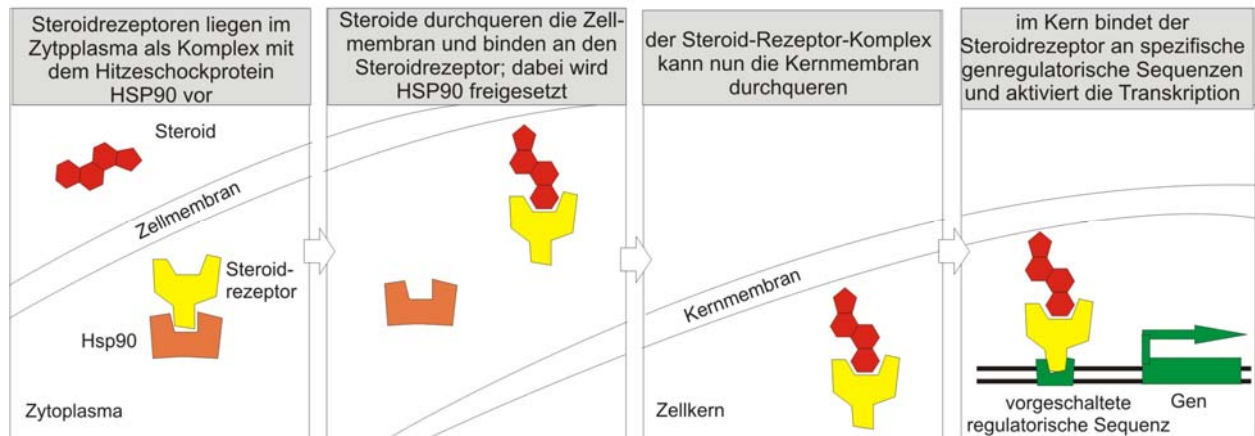 Steroidrezeptoren liegen im
Zytpplasma als Komplex mit
dem Hitzeschockprotein
HSP90 vor
Steroid
Zellmembran
Steroid-
rezeptor
Hsp90
Zytoplasma
Steroide durchqueren die Zell-
membran und binden an den
Steroidrezeptor; dabei wird
HSP90 freigesetzt
der Steroid-Rezeptor-Komplex
kann nun die Kernmembran
durchqueren
Kernmembran
Zellkern
im Kern bindet der
Steroidrezeptor an spezifische
genregulatorische Sequenzen
und aktiviert die Transkription
vorgeschaltete
regulatorische Sequenz
Gen